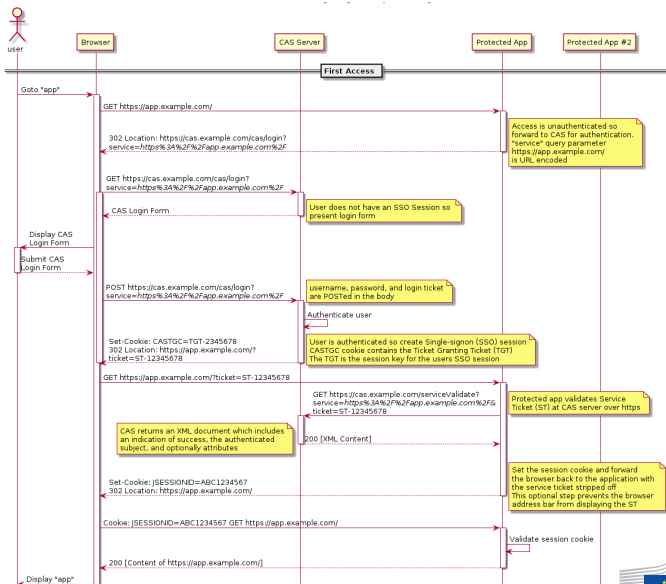 user
Browser
CAS Server
Protected App
Protected App #2
First Access
Goto "app"
GET https://app.example.com/
Access is unauthenticated so
forward to CAS for authentication.
"service" query parameter
https://app.example.com/
is URL encoded
302 Location: https://cas.example.com/cas/login?
service=https%3A%2F%2Fapp.example.com%2F
GET https://cas.example.com/cas/login?
service=https%3A%2F%2Fapp.example.com%2F
User does not have an SSO Session so
present login form
CAS Login Form
Display CAS
Login Form
Submit CAS
Login Form
POST https://cas.example.com/cas/login?
service=https%3A%2F%2Fapp.example.com%2F
username, password, and login ticket
are POSTed in the body
Authenticate user
Set-Cookie: CASTGC=TGT-2345678
302 Location: https://app.example.com/?
ticket=ST-12345678
User is authenticated so create Single-signon (SSO) session
CASTGC cookie contains the Ticket Granting Ticket (TGT)
The TGT is the session key for the users SSO session
GET https://app.example.com/?ticket=ST-12345678
GET https://cas.example.com/serviceValidate?
service=https%3A%2F%2Fapp.example.com%2F&
ticket=ST-12345678
Protected app validates Service
Ticket (ST) at CAS server over https
CAS returns an XML document which includes
an indication of success, the authenticated
subject, and optionally attributes
200 [XML Content]
Set-Cookie: JSESSIONID=ABC1234567
302 Location: https://app.example.com/
Set the session cookie and forward
the browser back to the application with
the service ticket stripped off
This optional step prevents the browser
address bar from displaying the ST
Cookie: JSESSIONID=ABC1234567 GET https://app.example.com/
Validate session cookie
200 [Content of https://app.example.com/]
Display "app"